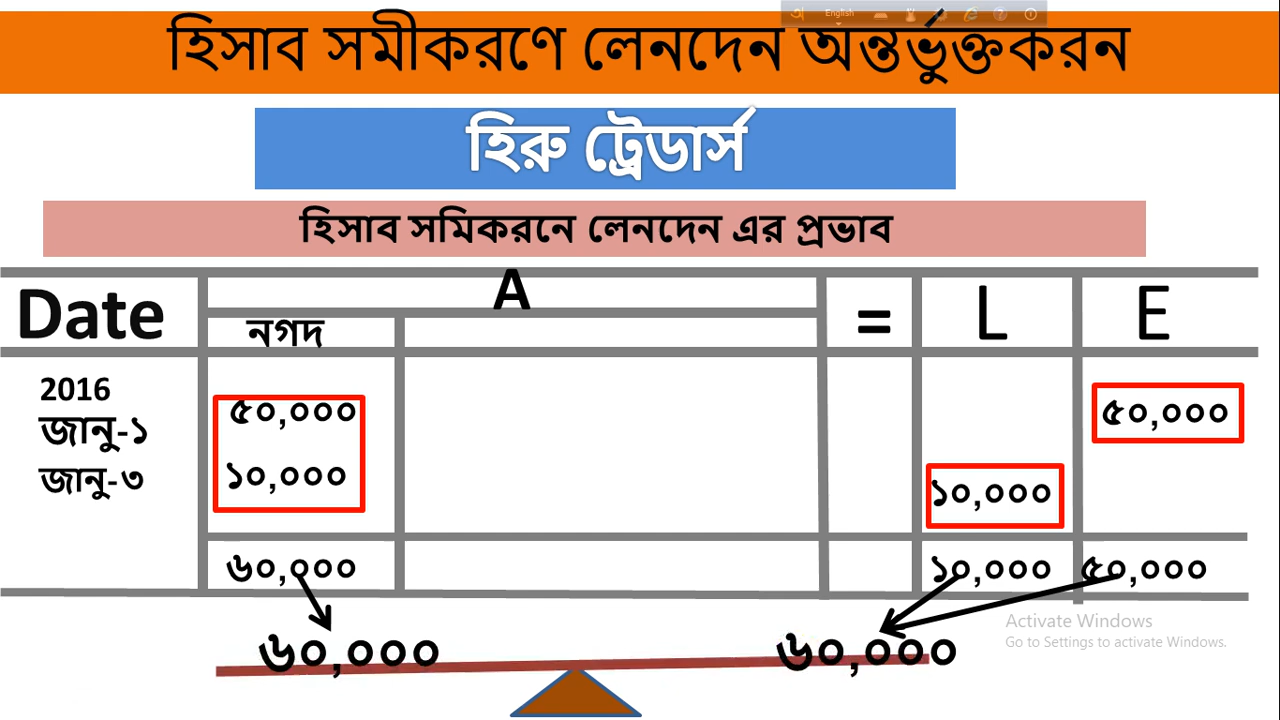 English
হিসাব সমীকরণে লেনদেন অন্তর্ভুক্তকরন
হিরু ট্রেডার্স
হিসাব সমিকরনে লেনদেন এর প্রভাব
Date A = L E
নগদ
2016
জানু-১ ৫০,০০০ ৫০,০০০
জানু-৩ ১০,০০০ ১০,০০০
৬০,০০০ ১০,০০০ ৫০,০০০
৬০,০০০ ৬০,০০০
Activate Windows
Go to Settings to activate Windows.